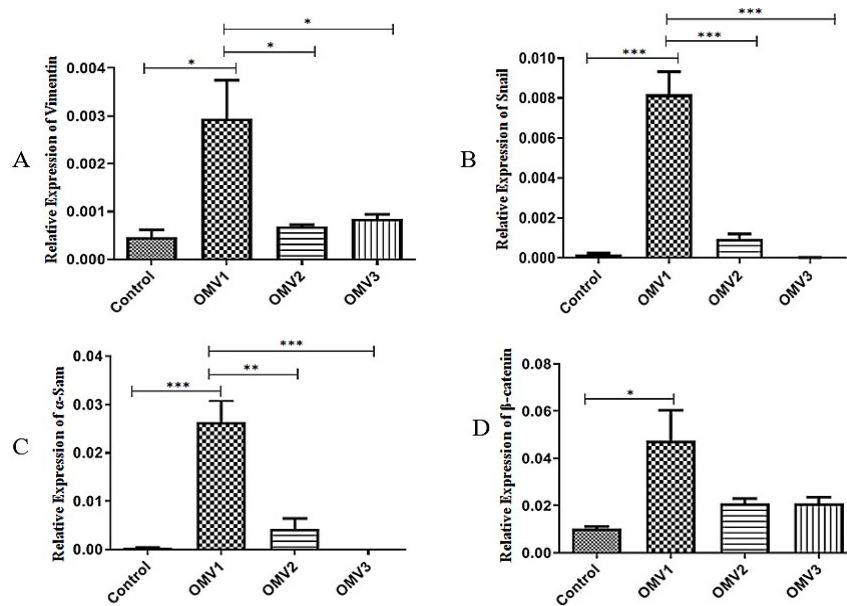 A
Relative Expression of Vimentin
0.004
0.003
0.002
0.001
0.000
*
*
*
Control
OMV1
OMV2
OMV3
B
Relative Expression of Snail
0.010
0.008
0.006
0.004
0.002
0.000
***
***
***
Control
OMV1
OMV2
OMV3
C
Relative Expression of α-Sam
0.04
0.03
0.02
0.01
0.00
***
**
***
Control
OMV1
OMV2
OMV3
D
Relative Expression of β-catenin
0.08
0.06
0.04
0.02
0.00
*
Control
OMV1
OMV2
OMV3